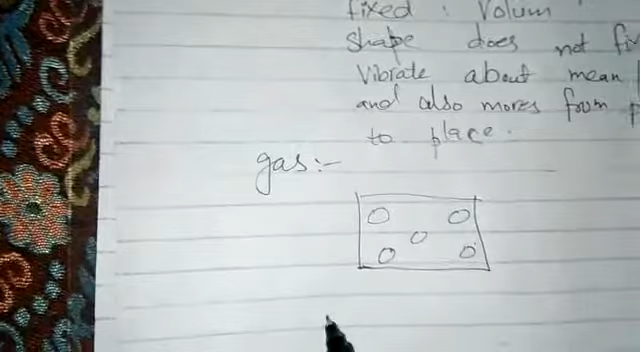 fixed : Volum
shape does not
Vibrate about mean
and also moves from
to place.
gas:-